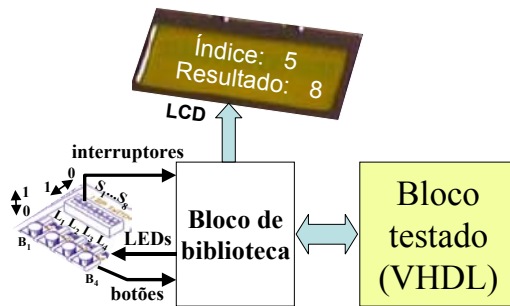 Índice: 5
Resultado: 8
LCD
interruptores
0
1
1
0
S₁...S₈
L₁ L₂ L₃ L₄
B₁
B₄
LEDs
botões
Bloco de
biblioteca
Bloco
testado
(VHDL)